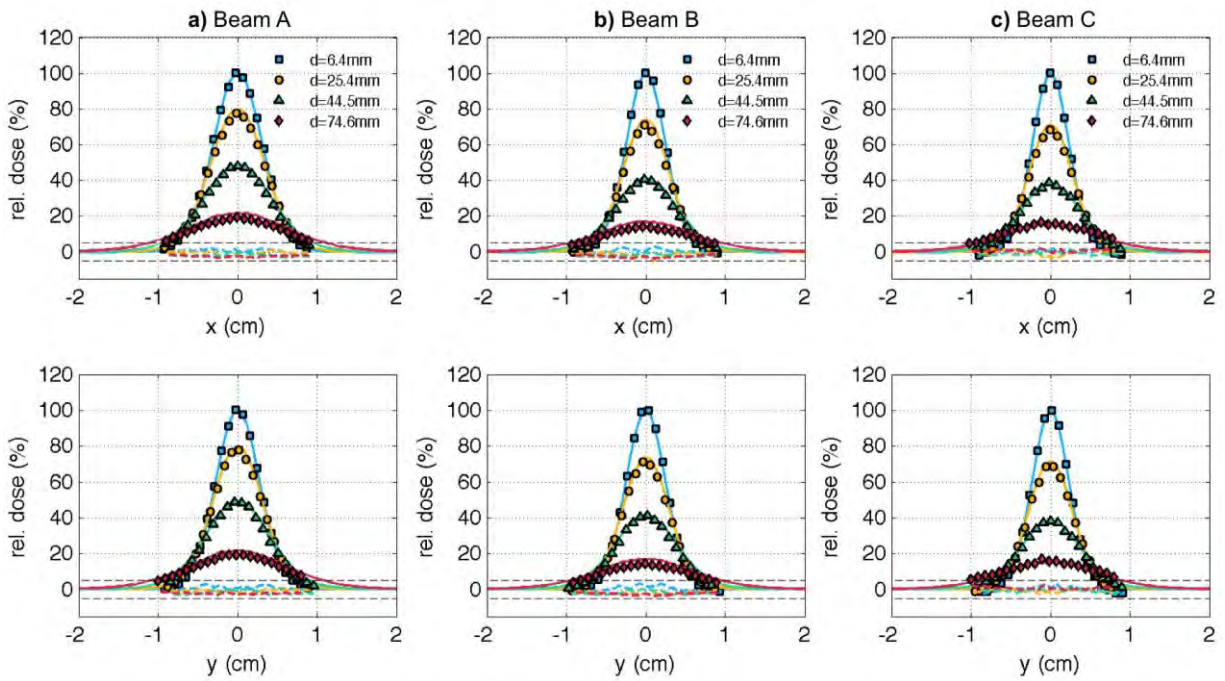 a) Beam A
120
100
80
60
40
20
0
rel. dose (%)
d=6.4mm
d=25.4mm
d=44.5mm
d=74.6mm
-2 -1 0 1 2
x (cm)
b) Beam B
120
100
80
60
40
20
0
rel. dose (%)
d=6.4mm
d=25.4mm
d=44.5mm
d=74.6mm
-2 -1 0 1 2
x (cm)
c) Beam C
120
100
80
60
40
20
0
rel. dose (%)
d=6.4mm
d=25.4mm
d=44.5mm
d=74.6mm
-2 -1 0 1 2
x (cm)
120
100
80
60
40
20
0
rel. dose (%)
-2 -1 0 1 2
y (cm)
120
100
80
60
40
20
0
rel. dose (%)
-2 -1 0 1 2
y (cm)
120
100
80
60
40
20
0
rel. dose (%)
-2 -1 0 1 2
y (cm)